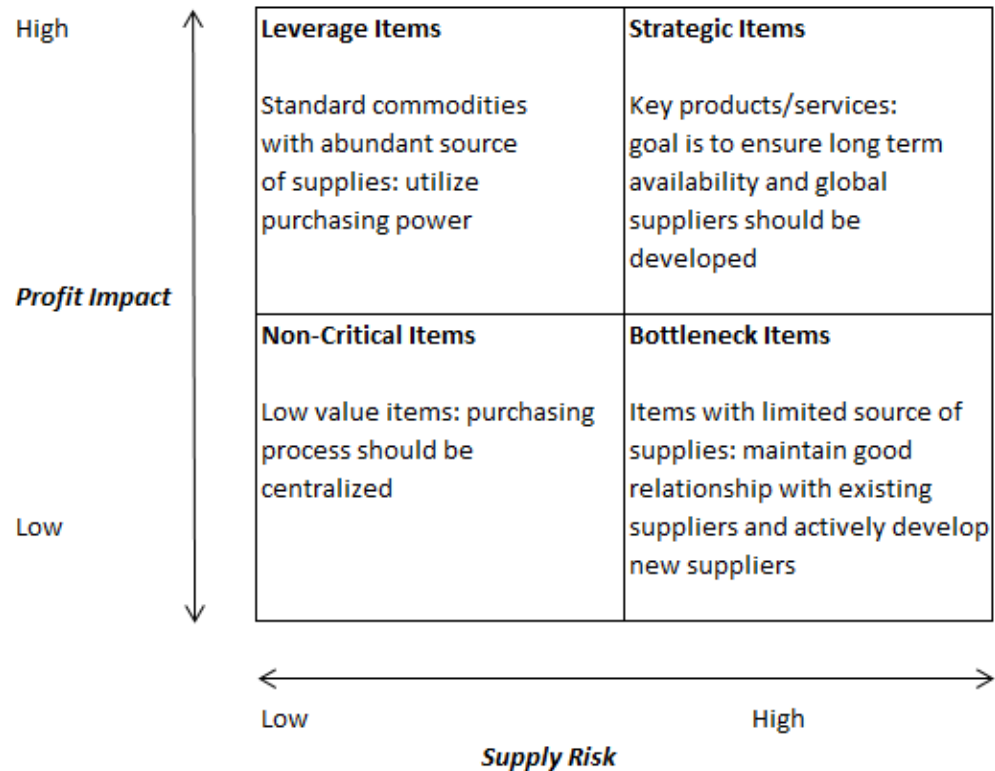 High
Leverage Items
Standard commodities
with abundant source
of supplies: utilize
purchasing power
Strategic Items
Key products/services:
goal is to ensure long term
availability and global
suppliers should be
developed
Profit Impact
Non-Critical Items
Low value items: purchasing
process should be
centralized
Bottleneck Items
Items with limited source of
supplies: maintain good
relationship with existing
suppliers and actively develop
new suppliers
Low
Low
High
Supply Risk